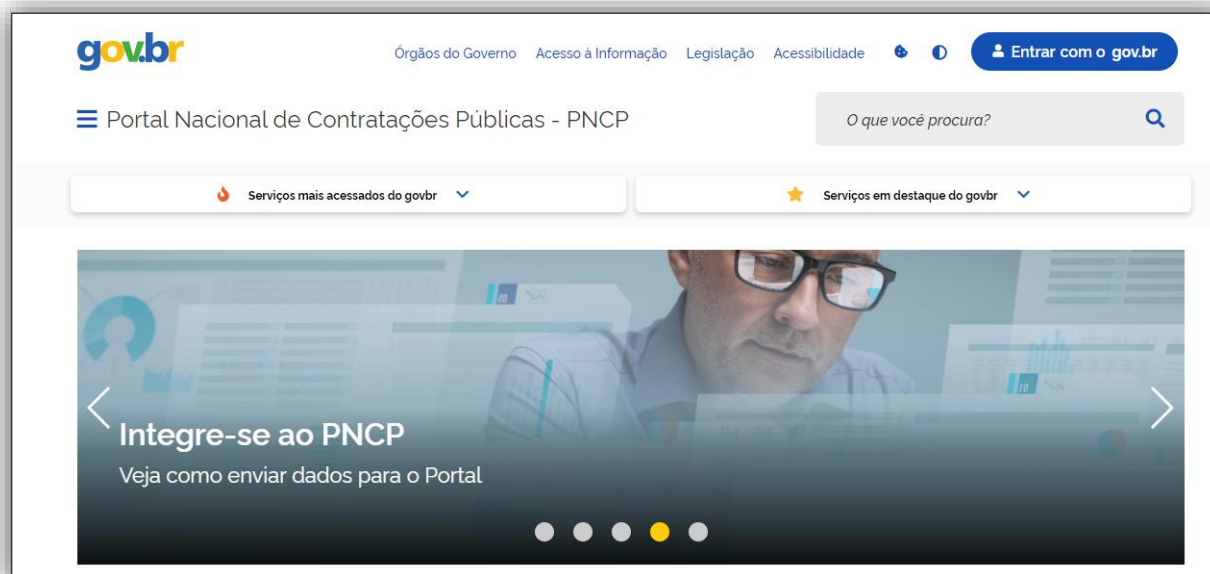 gov.br
Órgãos do Governo Acesso à Informação Legislação Acessibilidade Entrar com o gov.br
Portal Nacional de Contratações Públicas - PNCP O que você procura?
Serviços mais acessados do govbr Serviços em destaque do govbr
80
10
Integre-se ao PNCP
Veja como enviar dados para o Portal